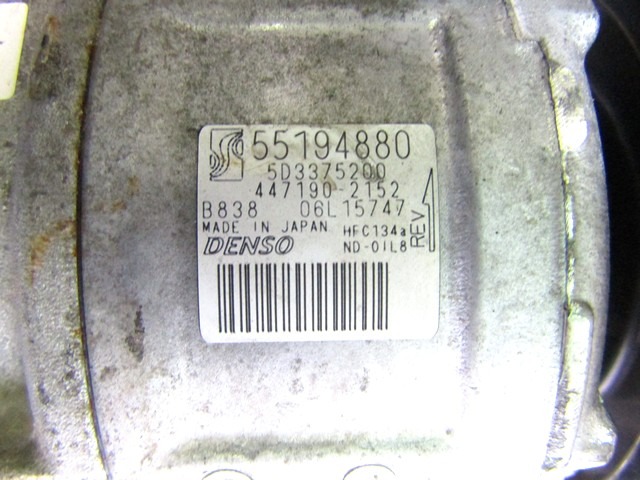 55194880
5D3375200
447190-2152
B838 06L15747
MADE IN JAPAN HFC134a
DENSO ND-OIL8
REV